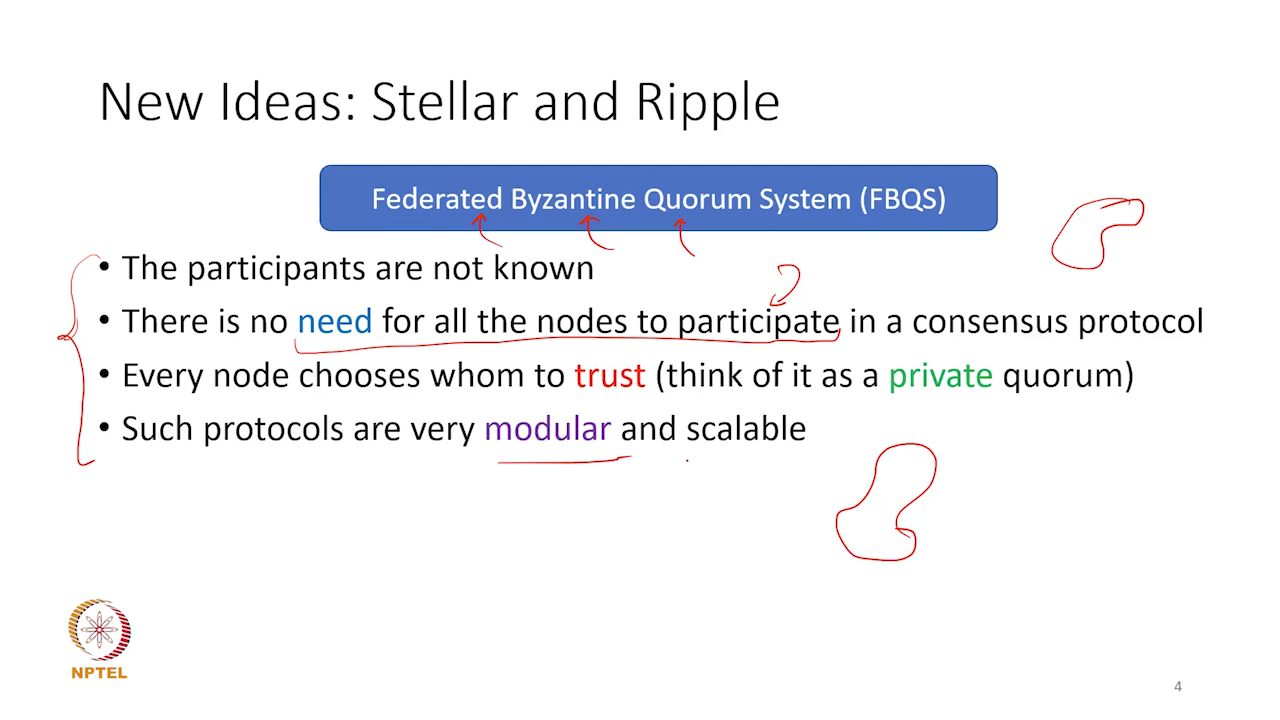 New Ideas: Stellar and Ripple
Federated Byzantine Quorum System (FBQS)
• The participants are not known
• There is no need for all the nodes to participate in a consensus protocol
• Every node chooses whom to trust (think of it as a private quorum)
• Such protocols are very modular and scalable
NPTEL
4